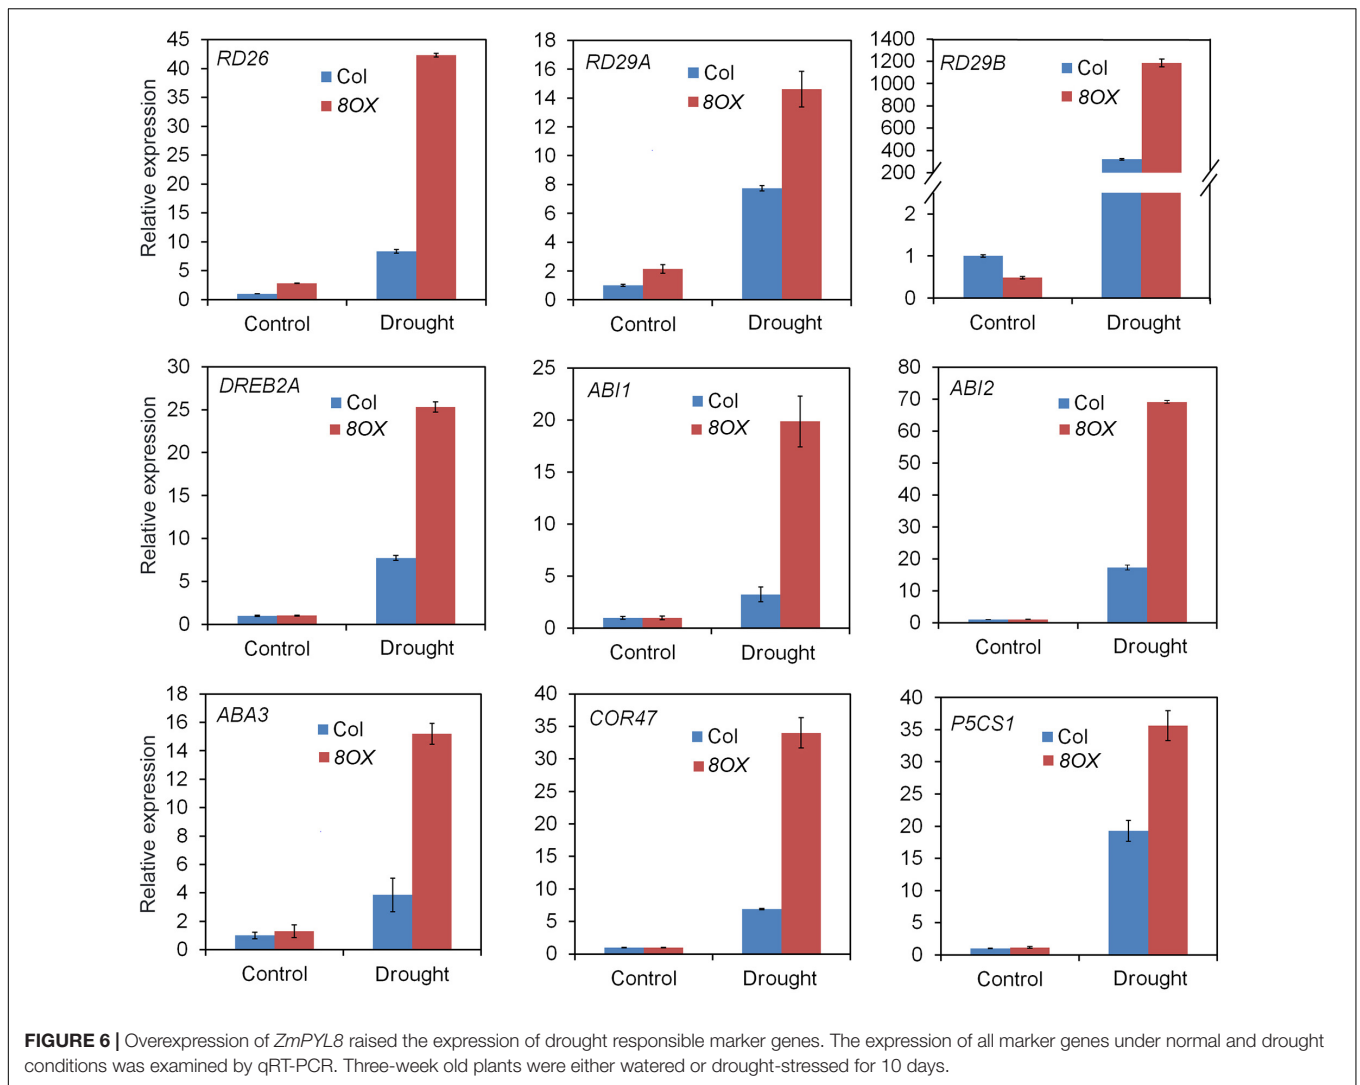 RD26
Col
8OX
Relative expression
45
40
35
30
25
20
15
10
5
0
Control Drought
RD29A
Col
8OX
18
16
14
12
10
8
6
4
2
0
Control Drought
RD29B
Col
8OX
1400
1200
1000
800
600
400
200
2
1
0
Control Drought
DREB2A
Col
8OX
Relative expression
30
25
20
15
10
5
0
Control Drought
ABI1
Col
8OX
25
20
15
10
5
0
Control Drought
ABI2
Col
8OX
80
70
60
50
40
30
20
10
0
Control Drought
ABA3
Col
8OX
Relative expression
18
16
14
12
10
8
6
4
2
0
Control Drought
COR47
Col
8OX
40
35
30
25
20
15
10
5
0
Control Drought
P5CS1
Col
8OX
40
35
30
25
20
15
10
5
0
Control Drought
FIGURE 6 | Overexpression of ZmPYL8 raised the expression of drought responsible marker genes. The expression of all marker genes under normal and drought
conditions was examined by qRT-PCR. Three-week old plants were either watered or drought-stressed for 10 days.